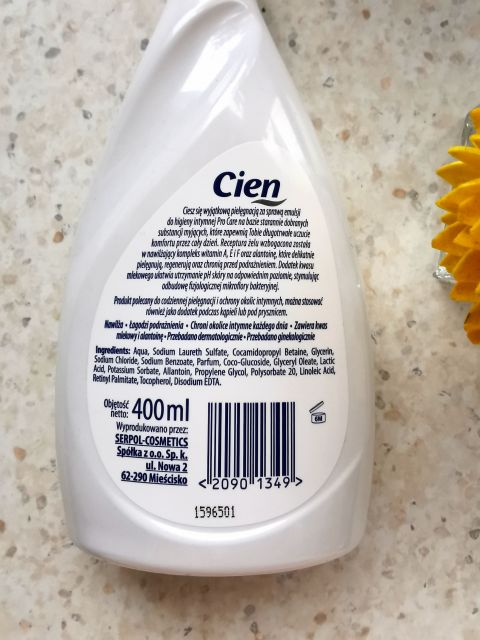 Cien
Ciesz się wyjątkową pielęgnacją za sprawą emulsji
do higieny intymnej Pro Care na bazie starannie dobranych
substancji myjących, które zapewnią Tobie długotrwałe uczucie
komfortu przez cały dzień. Receptura żelu wzbogacona została
w nawilżający kompleks witamin A, E i F oraz alantoinę, które delikatnie
pielęgnują, regenerują oraz chronią przed podrażnieniem. Dodatek kwasu
mlekowego ułatwia utrzymanie pH skóry na odpowiednim poziomie, stymulując
odbudowę fizjologicznej mikroflory bakteryjnej.
Produkt polecany do codziennej pielęgnacji i ochrony okolic intymnych, można stosować
również jako dodatek podczas kąpieli lub pod prysznicem.
Nawilża • Łagodzi podrażnienia • Chroni okolice intymne każdego dnia • Zawiera kwas
mlekowy i alantoinę • Przebadano dermatologicznie • Przebadano ginekologicznie
Ingredients: Aqua, Sodium Laureth Sulfate, Cocamidopropyl Betaine, Glycerin,
Sodium Chloride, Sodium Benzoate, Parfum, Coco-Glucoside, Glyceryl Oleate, Lactic
Acid, Potassium Sorbate, Allantoin, Propylene Glycol, Polysorbate 20, Linoleic Acid,
Retinyl Palmitate, Tocopherol, Disodium EDTA.
Objętość
netto: 400 ml
Wyprodukowano przez:
SERPOL-COSMETICS
Spółka z o.o. Sp. k.
ul. Nowa 2
62-290 Mieścisko
< 2090 1349 >
6M
1596501